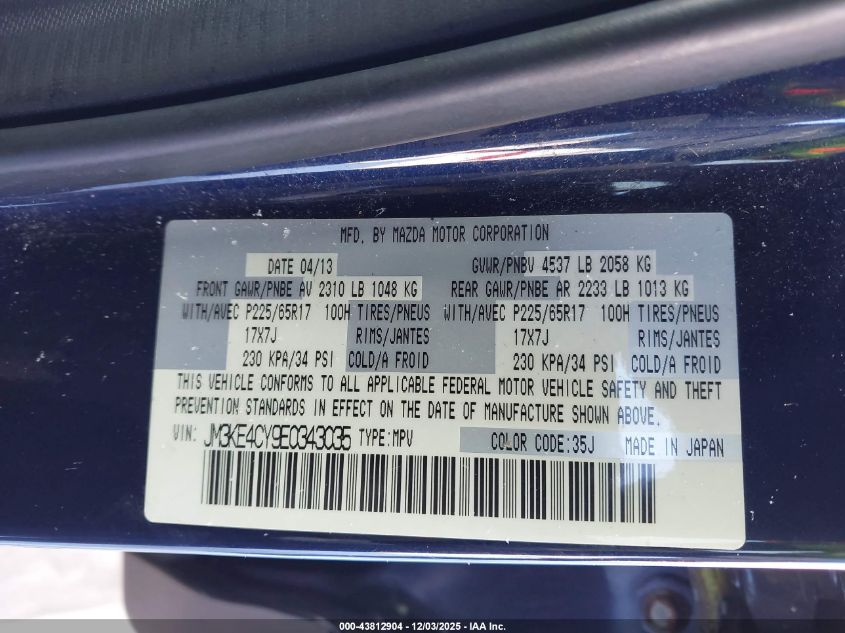 MFD. BY MAZDA MOTOR CORPORATION
DATE 04/13 GVWR/PNBV 4537 LB 2058 KG
FRONT GAWR/PNBE AV 2310 LB 1048 KG REAR GAWR/PNBE AR 2233 LB 1013 KG
WITH/AVEC P225/65R17 100H TIRES/PNEUS WITH/AVEC P225/65R17 100H TIRES/PNEUS
17X7J RIMS/JANTES 17X7J RIMS/JANTES
230 KPA/34 PSI COLD/A FROID 230 KPA/34 PSI COLD/A FROID
THIS VEHICLE CONFORMS TO ALL APPLICABLE FEDERAL MOTOR VEHICLE SAFETY AND THEFT
PREVENTION STANDARDS IN EFFECT ON THE DATE OF MANUFACTURE SHOWN ABOVE.
VIN: JM3KE4CY9E0343035 TYPE:MPV COLOR CODE:35J MADE IN JAPAN
000-43812904 - 12/03/2025 - IAA Inc.